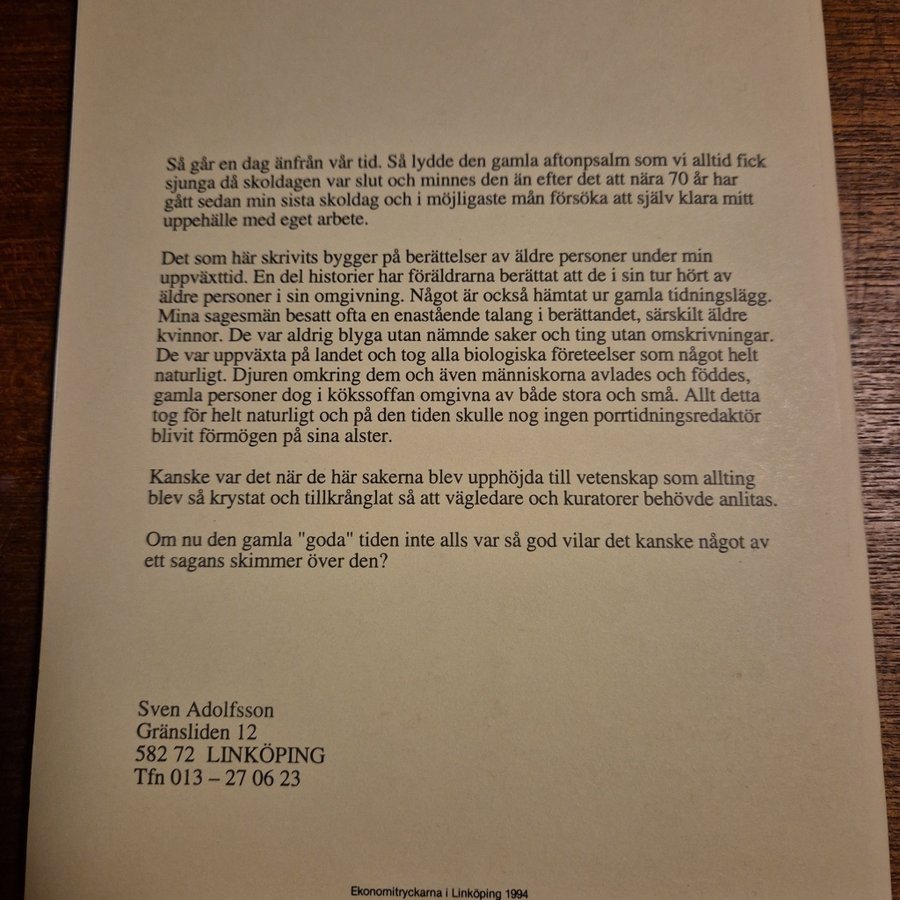 Så går en dag änfrån vår tid. Så lydde den gamla aftonpsalm som vi alltid fick
sjunga då skoldagen var slut och minnes den än efter det att nära 70 år har
gått sedan min sista skoldag och i möjligaste mån försöka att själv klara mitt
uppehälle med eget arbete.
Det som här skrivits bygger på berättelser av äldre personer under min
uppväxttid. En del historier har föräldrarna berättat att de i sin tur hört av
äldre personer i sin omgivning. Något är också hämtat ur gamla tidningslägg.
Mina sagesmän besatt ofta en enastående talang i berättandet, särskilt äldre
kvinnor. De var aldrig blyga utan nämnde saker och ting utan omskrivningar.
De var uppväxta på landet och tog alla biologiska företeelser som något helt
naturligt. Djuren omkring dem och även människorna avlades och föddes,
gamla personer dog i kökssoffan omgivna av både stora och små. Allt detta
tog för helt naturligt och på den tiden skulle nog ingen porrtidningsredaktör
blivit förmögen på sina alster.
Kanske var det när de här sakerna blev upphöjda till vetenskap som allting
blev så krystat och tillkrånglat så att vägledare och kuratorer behövde anlitas.
Om nu den gamla "goda" tiden inte alls var så god vilar det kanske något av
ett sagans skimmer över den?
Sven Adolfsson
Gränsliden 12
582 72 LINKÖPING
Tfn 013 – 27 06 23
Ekonomitryckarna i Linköping 1994